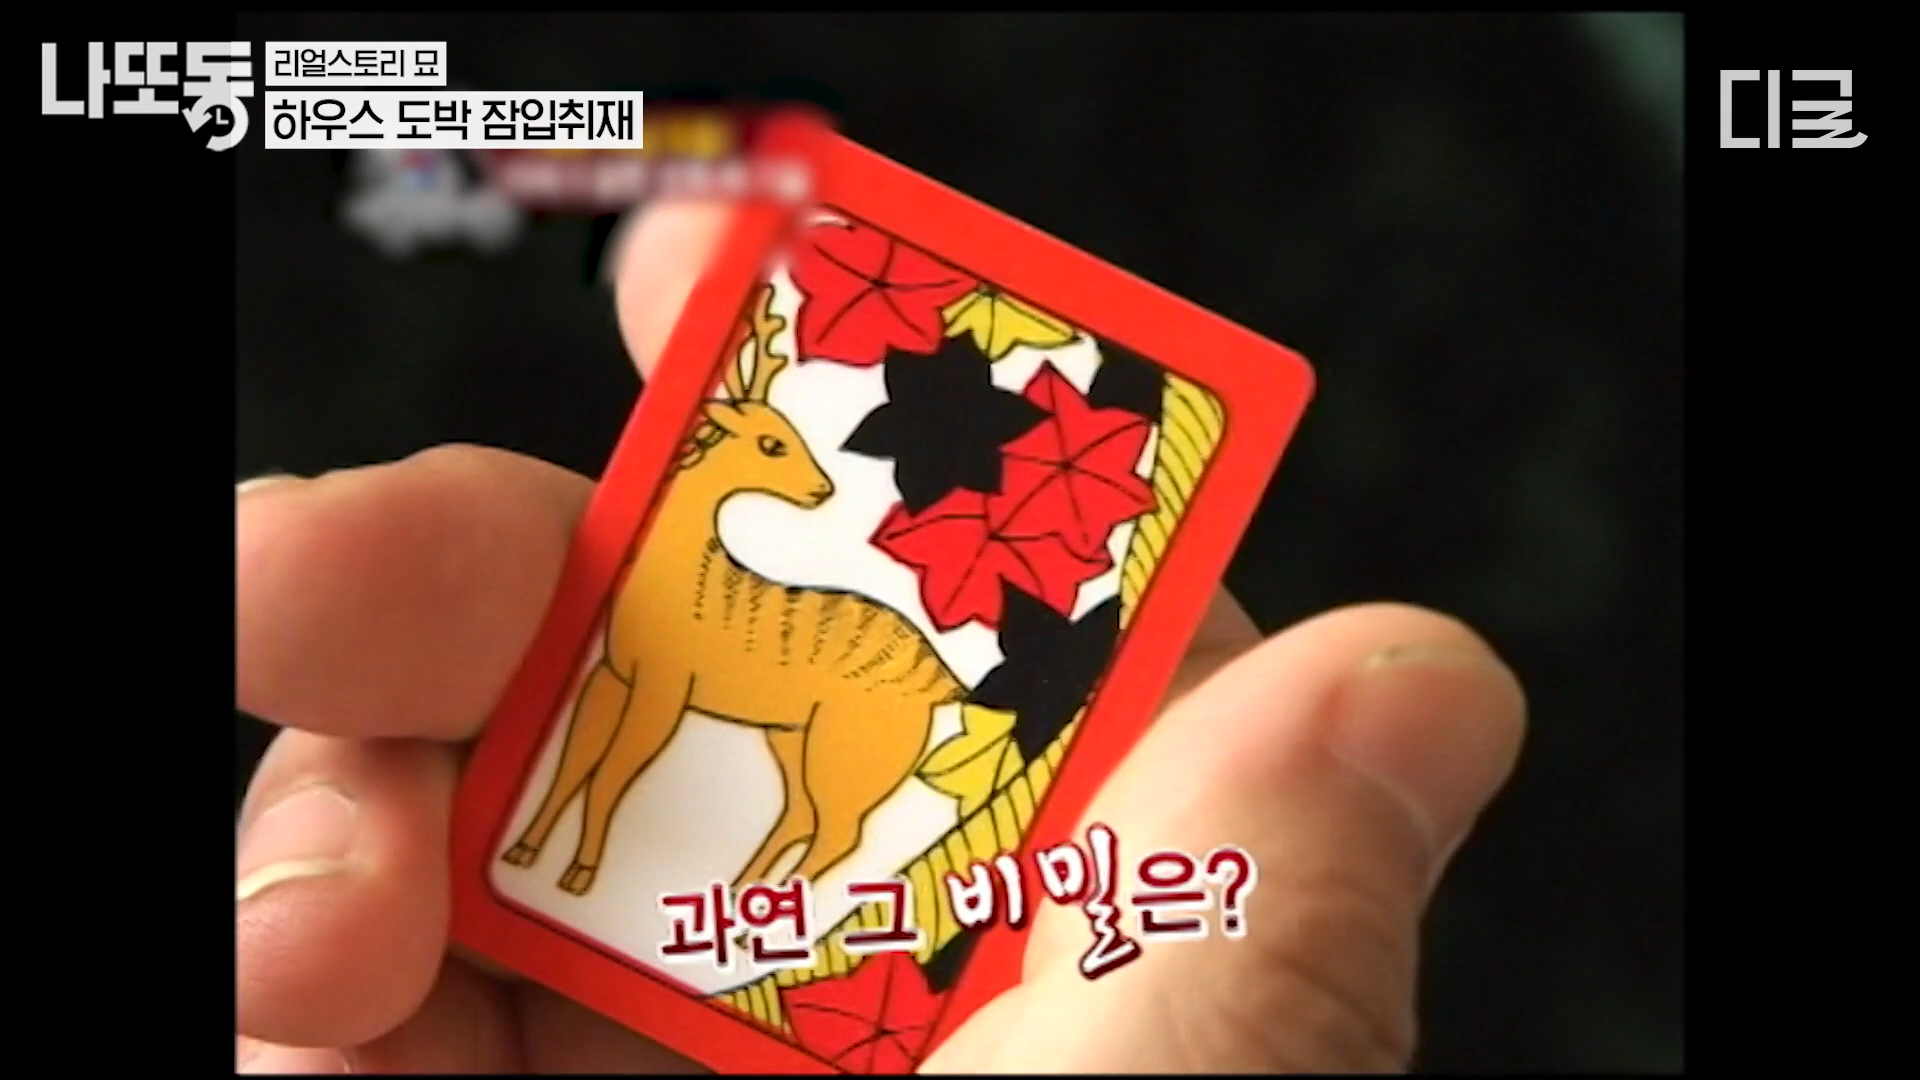 나또동
리얼스토리 묘
하우스 도박 잠입취재
디글
과연 그 비밀은?